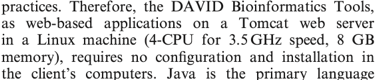 practices. Therefore, the DAVID Bioinformatics Tools,
as web-based applications on a Tomcat web server
in a Linux machine (4-CPU for 3.5 GHz speed, 8 GB
memory), requires no configuration and installation in
the client's computers. Java is the primary language